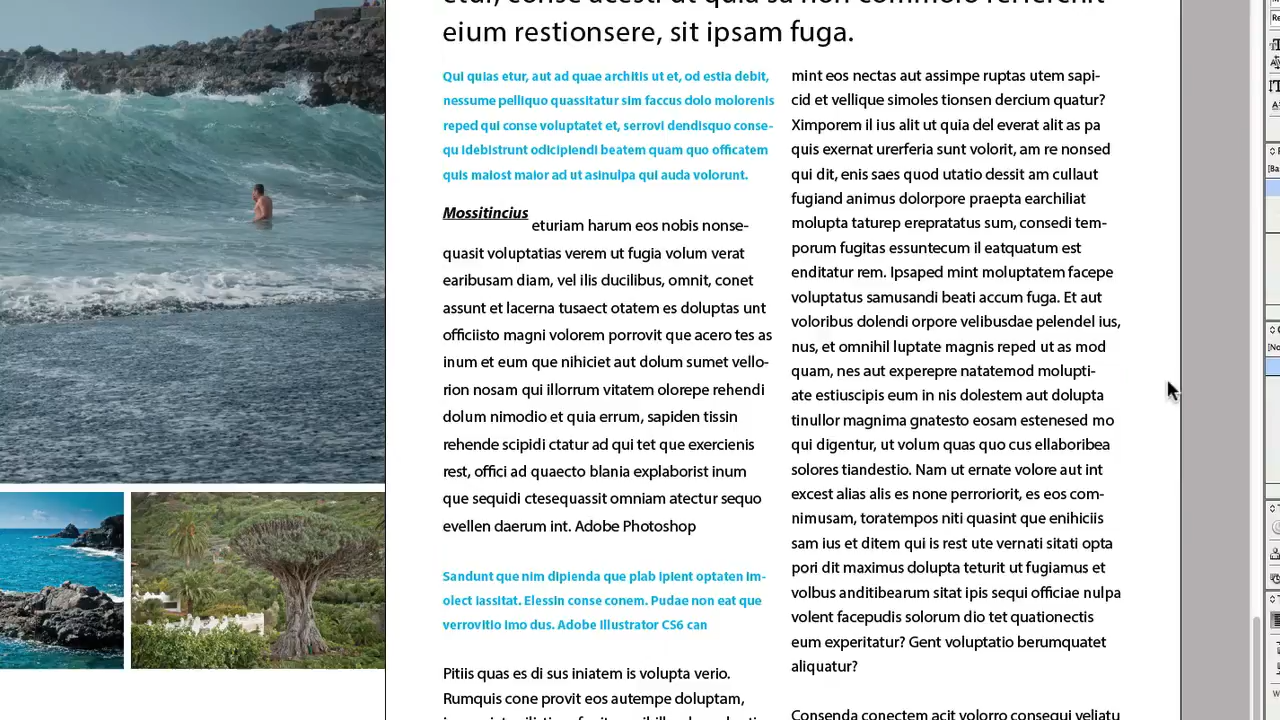 eium restionsere, sit ipsam fuga.
Qui quias etur, aut ad quae architis ut et, od estia debit,
nessume pelliquo quassitatur sim faccus dolo molorenis
reped qui conse voluptatet et, serrovi dendisquo conse-
qu idebistrunt odicipiendi beatem quam quo officatem
quis maiost maior ad ut asinulpa qui auda volorunt.
Mossitincius eturiam harum eos nobis nonse-
quasit voluptatias verem ut fugia volum verat
earibusam diam, vel ilis ducilibus, omnit, conet
assunt et lacerna tusaect otatem es doluptas unt
officiisto magni volorem porrovit que acero tes as
inum et eum que nihiciet aut dolum sumet vello-
rion nosam qui illorrum vitatem olorepe rehendi
dolum nimodio et quia errum, sapiden tissin
rehende scipidi ctatur ad qui tet que exercienis
rest, offici ad quaecto blania explaborist inum
que sequidi ctesequassit omniam atectur sequo
evellen daerum int. Adobe Photoshop
Sandunt que nim dipienda que plab ipient optaten im-
olect iassitat. Elessin conse conem. Pudae non eat que
verrovitio imo dus. Adobe Illustrator CS6 can
Pitiis quas es di sus iniatem is volupta verio.
Rumquis cone provit eos autempe doluptam,
mint eos nectas aut assimpe ruptas utem sapi-
cid et vellique simoles tionsen dercium quatur?
Ximporem il ius alit ut quia del everat alit as pa
quis exernat urerferia sunt volorit, am re nonsed
qui dit, enis saes quod utatio dessit am cullaut
fugiand animus dolorpore praepta earchiliat
molupta taturep erepratatus sum, consedi tem-
porum fugitas essuntecum il eatquatum est
enditatur rem. Ipsaped mint moluptatem facepe
voluptatus samusandi beati accum fuga. Et aut
voloribus dolendi orpore velibusdae pelendel ius,
nus, et omnihil luptate magnis reped ut as mod
quam, nes aut experepre natatemod molupti-
ate estiuscipis eum in nis dolestem aut dolupta
tinullor magnima gnatesto eosam estenesed mo
qui digentur, ut volum quas quo cus ellaboribea
solores tiandestio. Nam ut ernate volore aut int
excest alias alis es none perroriorit, es eos com-
nimusam, toratempos niti quasint que enihiciis
sam ius et ditem qui is rest ute vernati sitati opta
pori dit maximus dolupta teturit ut fugiamus et
volbus anditibearum sitat ipis sequi officiae nulpa
volent facepudis solorum dio tet quationectis
eum experitatur? Gent voluptatio berumquatet
aliquatur?
Consenda conectem acit volorro consequi veliatu